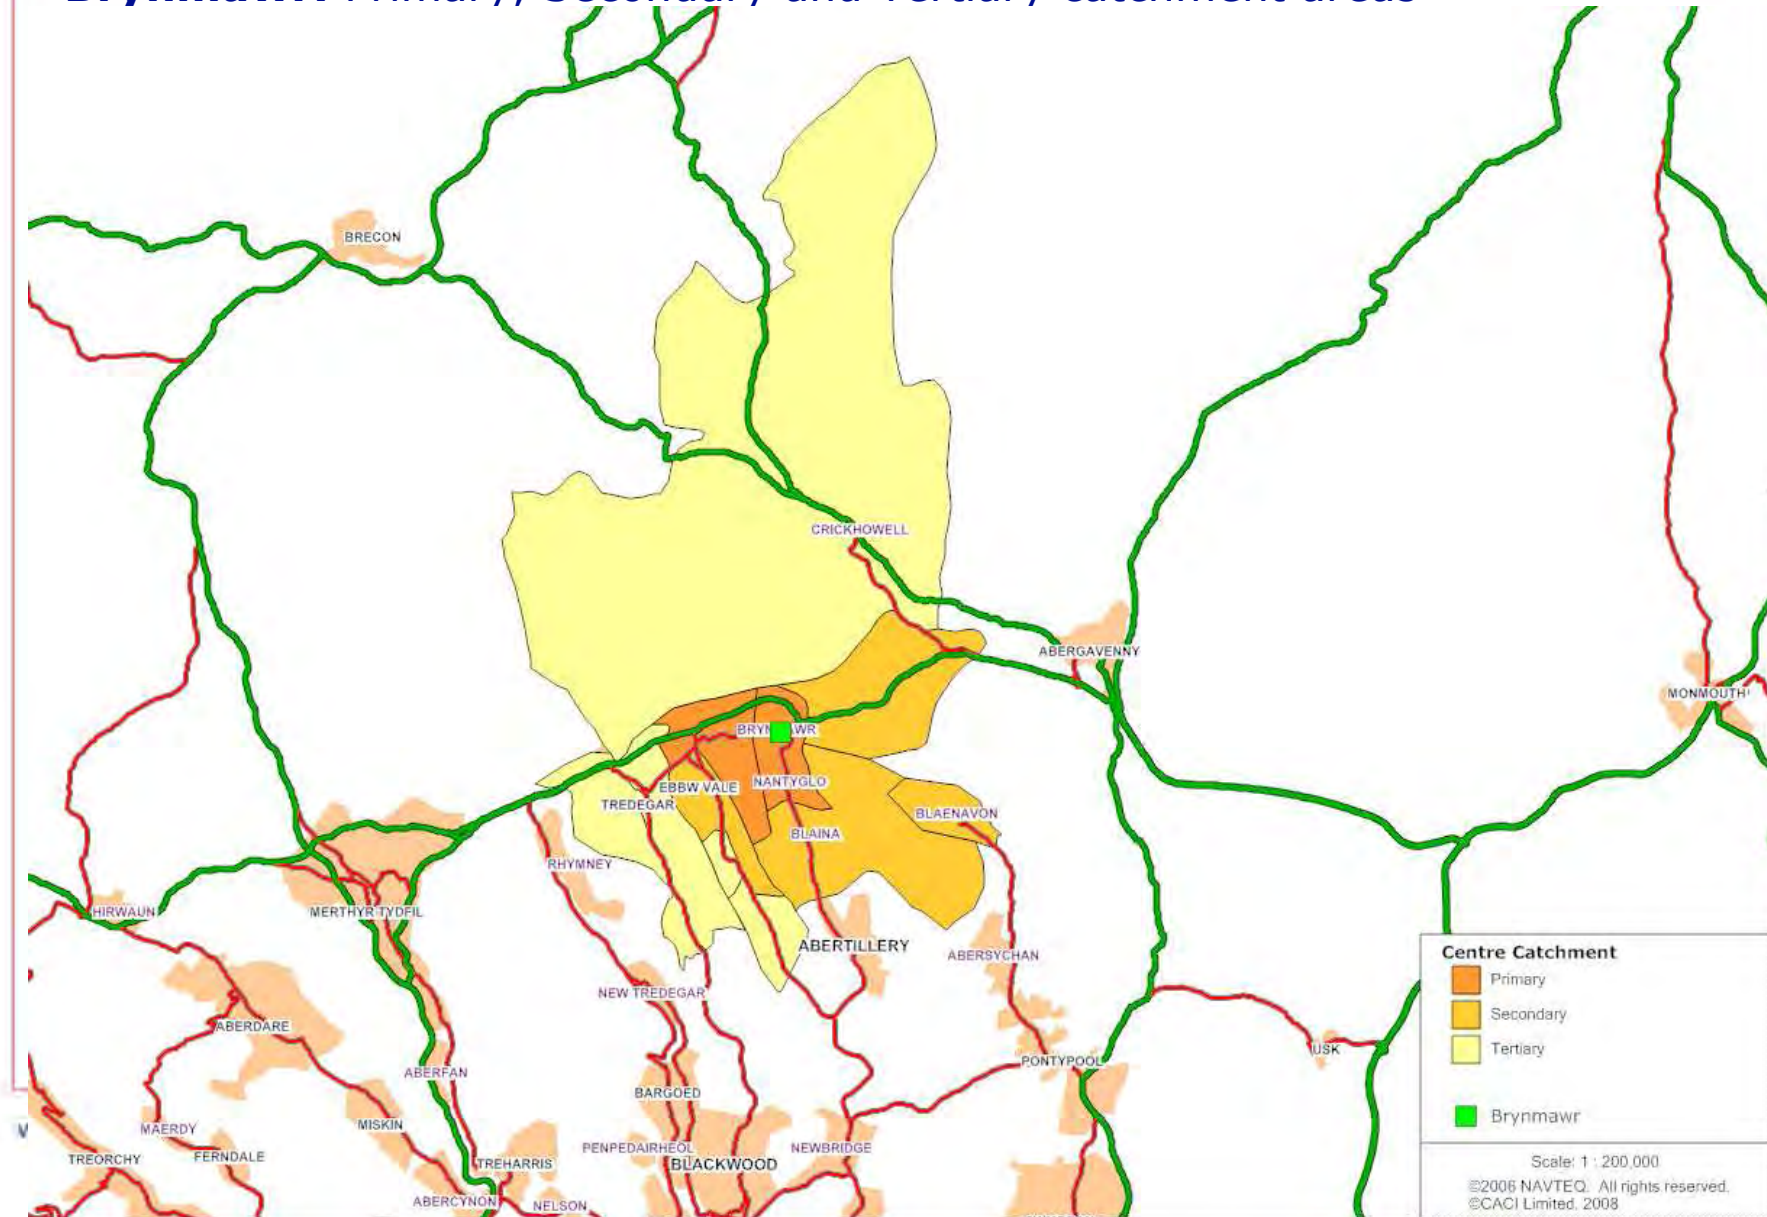 Brynmawr: Primary, Secondary and Tertiary catchment areas
BRECON
CRICKHOWELL
ABERGAVENNY
MONMOUTH
BRYNMAWR
EBBW VALE
NANTYGLO
TREDEGAR
BLAENAVON
BLAINA
RHYMNEY
HIRWAUN
MERTHYR TYDFIL
ABERTILLERY
ABERSYCHAN
NEW TREDEGAR
ABERDARE
USK
PONTYPOOL
ABERFAN
BARGOED
MISKIN
MAERDY
PENPEDAIRHEOL
NEWBRIDGE
TREORCHY
FERNDALE
TREHARRIS
BLACKWOOD
ABERCYNON
NELSON
Centre Catchment
Primary
Secondary
Tertiary
Brynmawr
Scale: 1 : 200,000
©2006 NAVTEQ. All rights reserved.
©CACI Limited, 2008